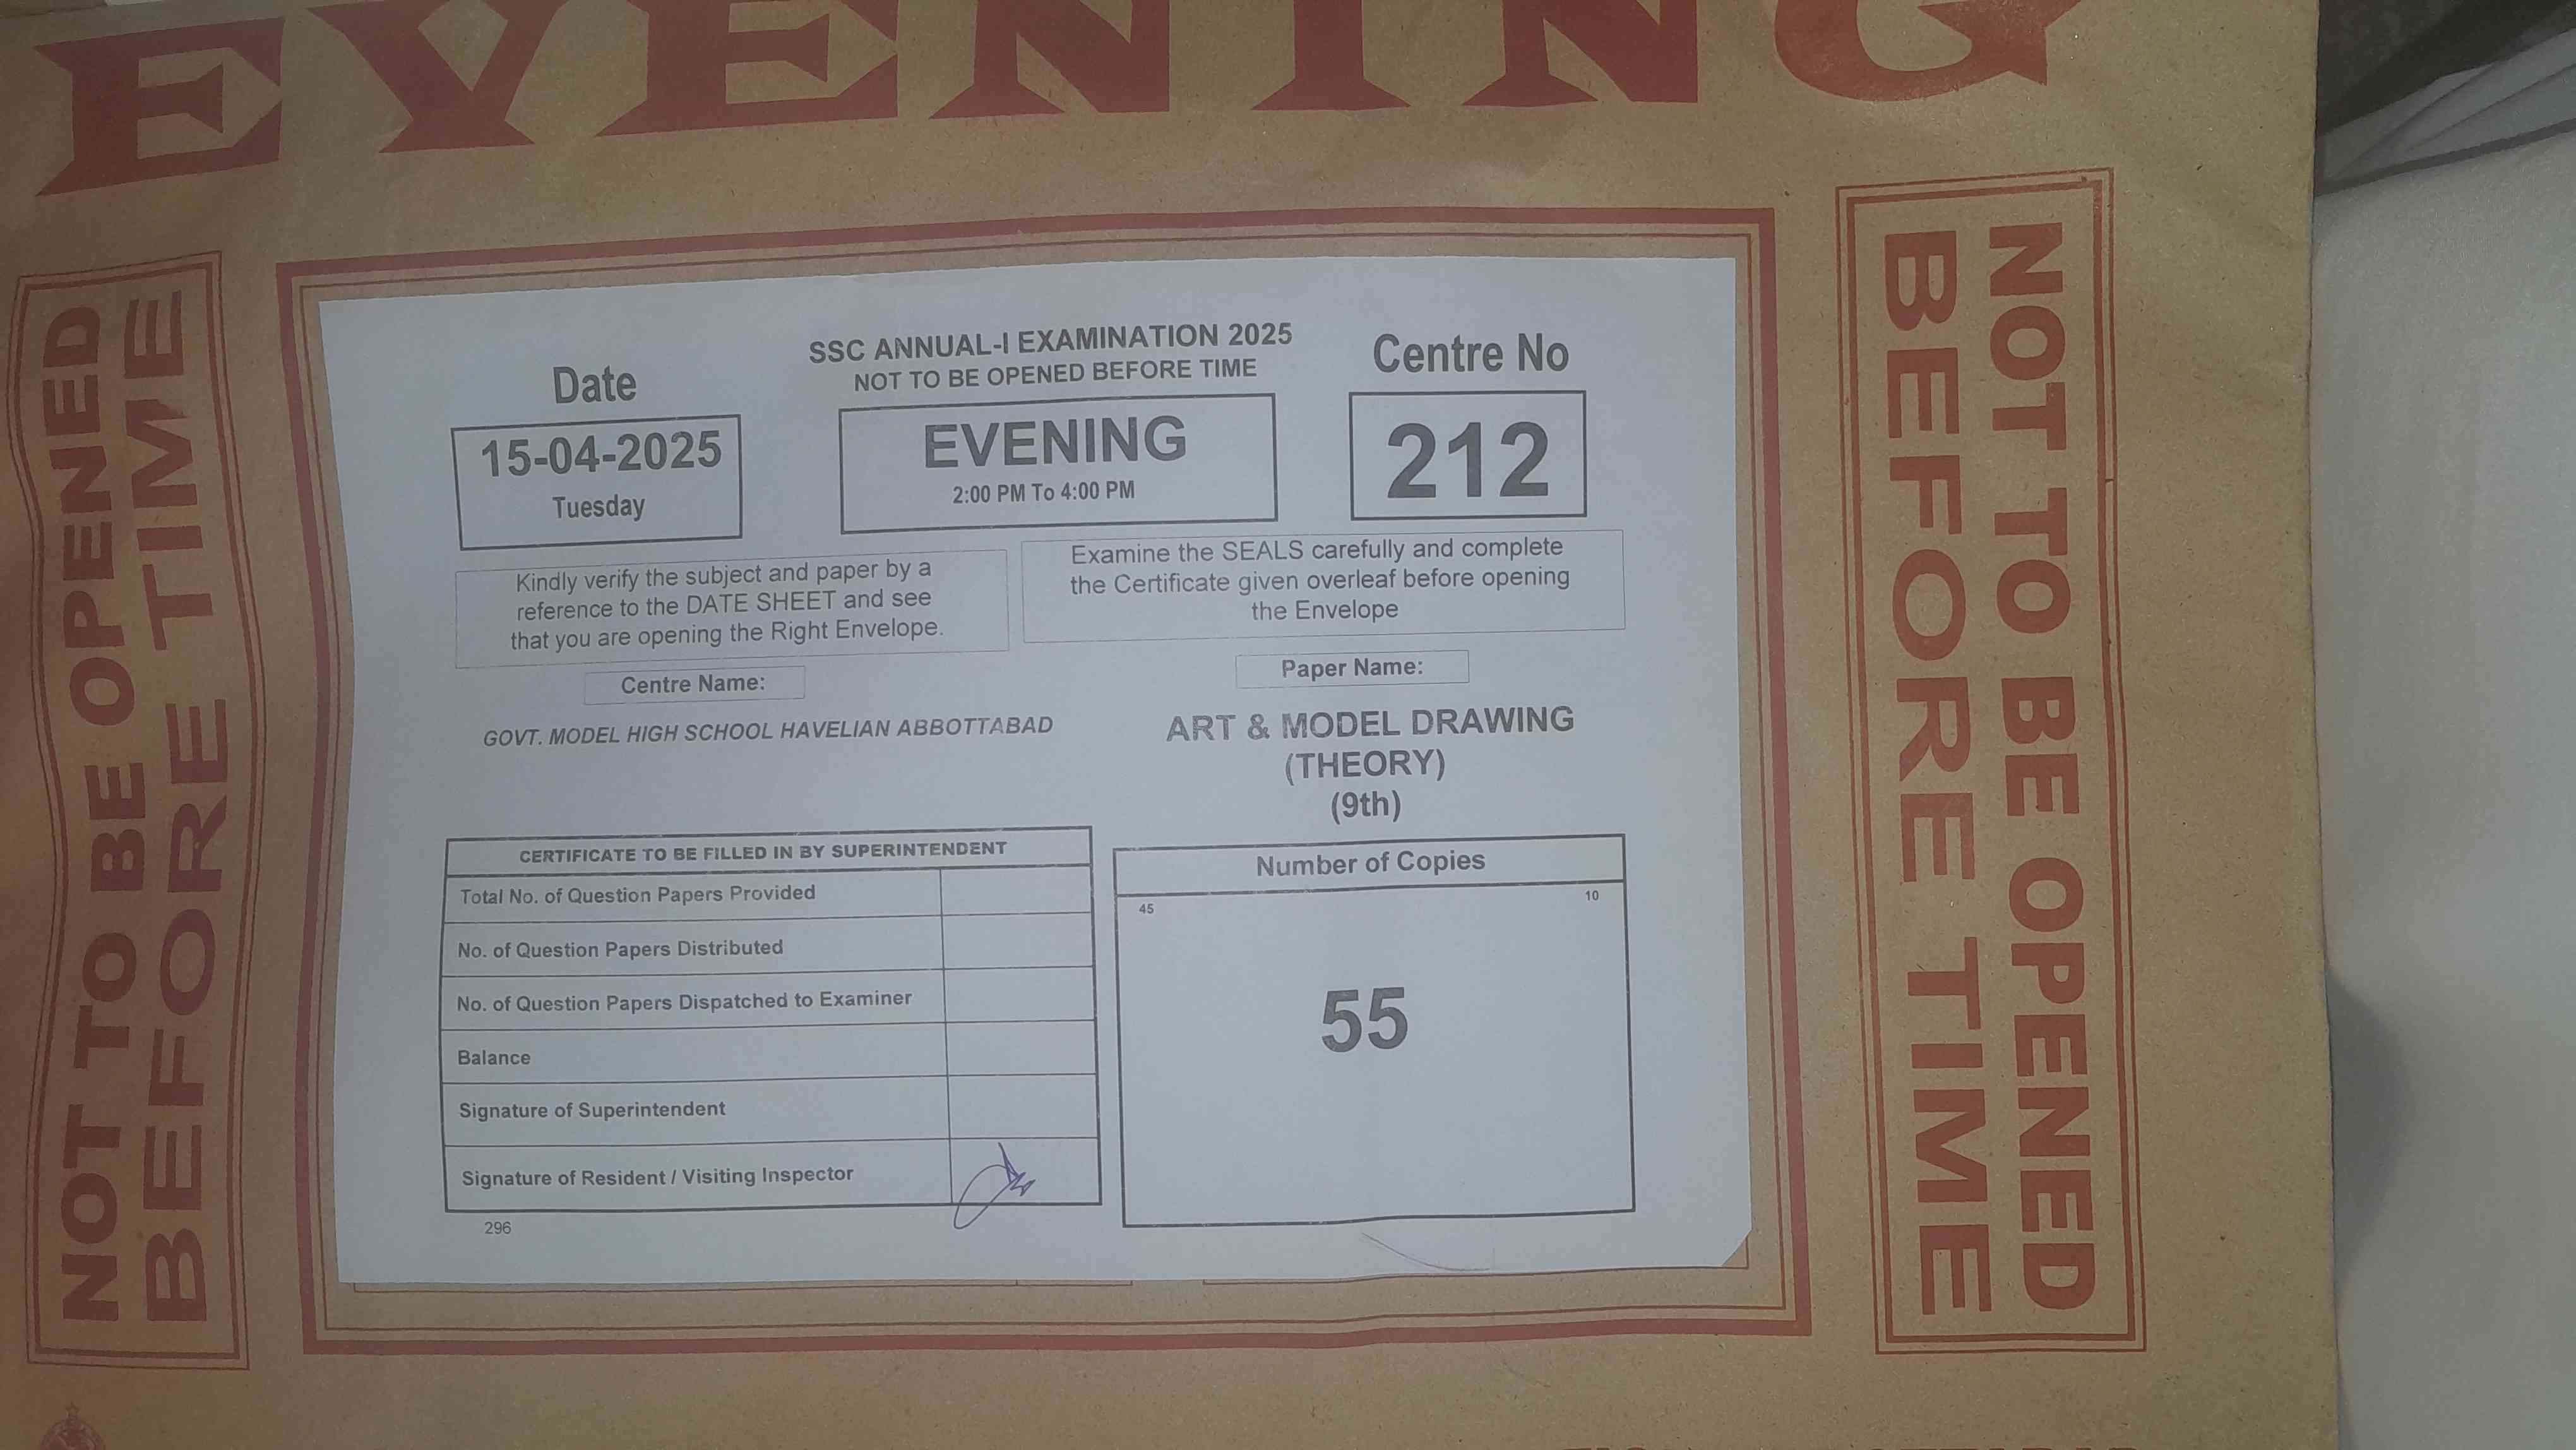 EVENING
NOT TO BE OPENED
BEFORE TIME
SSC ANNUAL-I EXAMINATION 2025
NOT TO BE OPENED BEFORE TIME
Date
15-04-2025
Tuesday
EVENING
2:00 PM To 4:00 PM
Centre No
212
Kindly verify the subject and paper by a
reference to the DATE SHEET and see
that you are opening the Right Envelope.
Examine the SEALS carefully and complete
the Certificate given overleaf before opening
the Envelope
Centre Name:
GOVT. MODEL HIGH SCHOOL HAVELIAN ABBOTTABAD
Paper Name:
ART & MODEL DRAWING
(THEORY)
(9th)
CERTIFICATE TO BE FILLED IN BY SUPERINTENDENT
Total No. of Question Papers Provided
No. of Question Papers Distributed
No. of Question Papers Dispatched to Examiner
Balance
Signature of Superintendent
Signature of Resident / Visiting Inspector
296
Number of Copies
45 10
55
NOT TO BE OPENED
BEFORE TIME